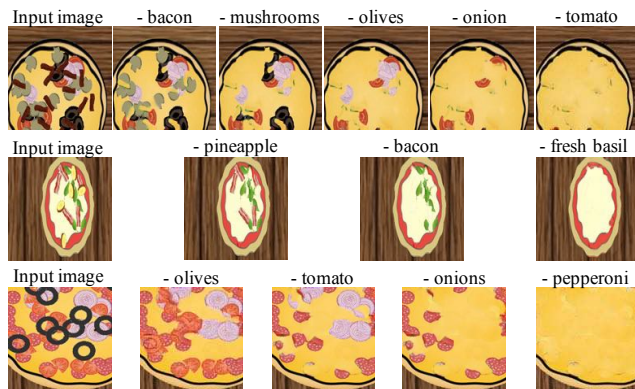 Input image - bacon - mushrooms - olives - onion - tomato
Input image - pineapple - bacon - fresh basil
Input image - olives - tomato - onions - pepperoni